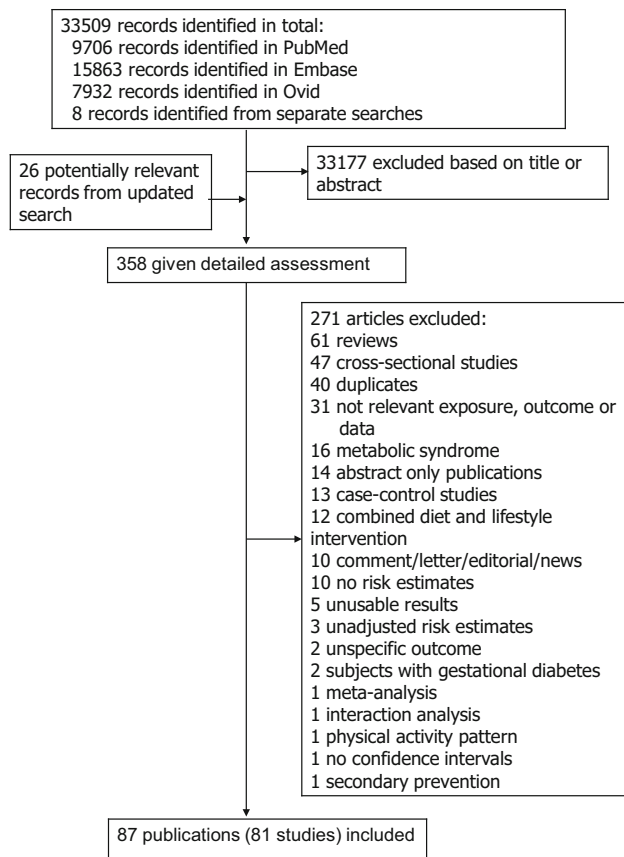 33509 records identified in total:
9706 records identified in PubMed
15863 records identified in Embase
7932 records identified in Ovid
8 records identified from separate searches
26 potentially relevant
records from updated
search
33177 excluded based on title or
abstract
358 given detailed assessment
271 articles excluded:
61 reviews
47 cross-sectional studies
40 duplicates
31 not relevant exposure, outcome or
data
16 metabolic syndrome
14 abstract only publications
13 case-control studies
12 combined diet and lifestyle
intervention
10 comment/letter/editorial/news
10 no risk estimates
5 unusable results
3 unadjusted risk estimates
2 unspecific outcome
2 subjects with gestational diabetes
1 meta-analysis
1 interaction analysis
1 physical activity pattern
1 no confidence intervals
1 secondary prevention
87 publications (81 studies) included